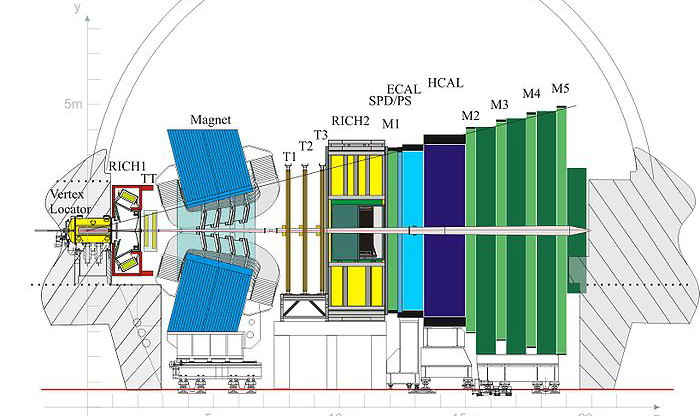 y
5m
Vertex
Locator
RICH1
TT
Magnet
T1
T2
T3
RICH2
M1
SPD/PS
ECAL
HCAL
M2
M3
M4
M5
5
10
15
20
z